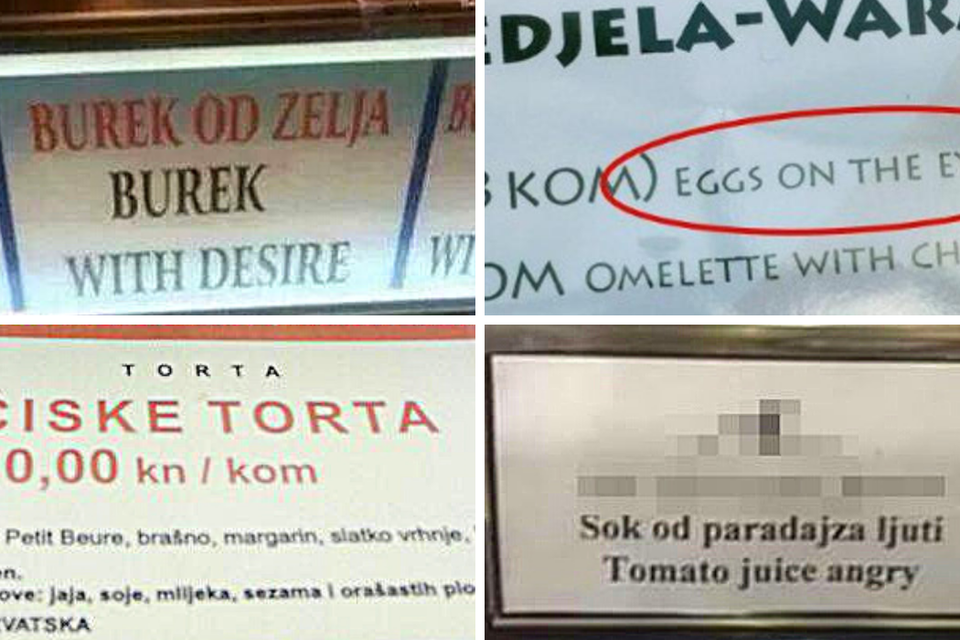 BUREK OD ZELJA
BUREK
WITH DESIRE
EDJELA-WAR
KOM) EGGS ON THE
OM OMELETTE WITH CH
TORTA
CISKE TORTA
0,00 kn / kom
Petit Beure, brašno, margarin, slatko vrhnje,
en.
ove: jaja, soje, mlijeka, sezama i orašastih plo
VATSKA
Sok od paradajza ljuti
Tomato juice angry